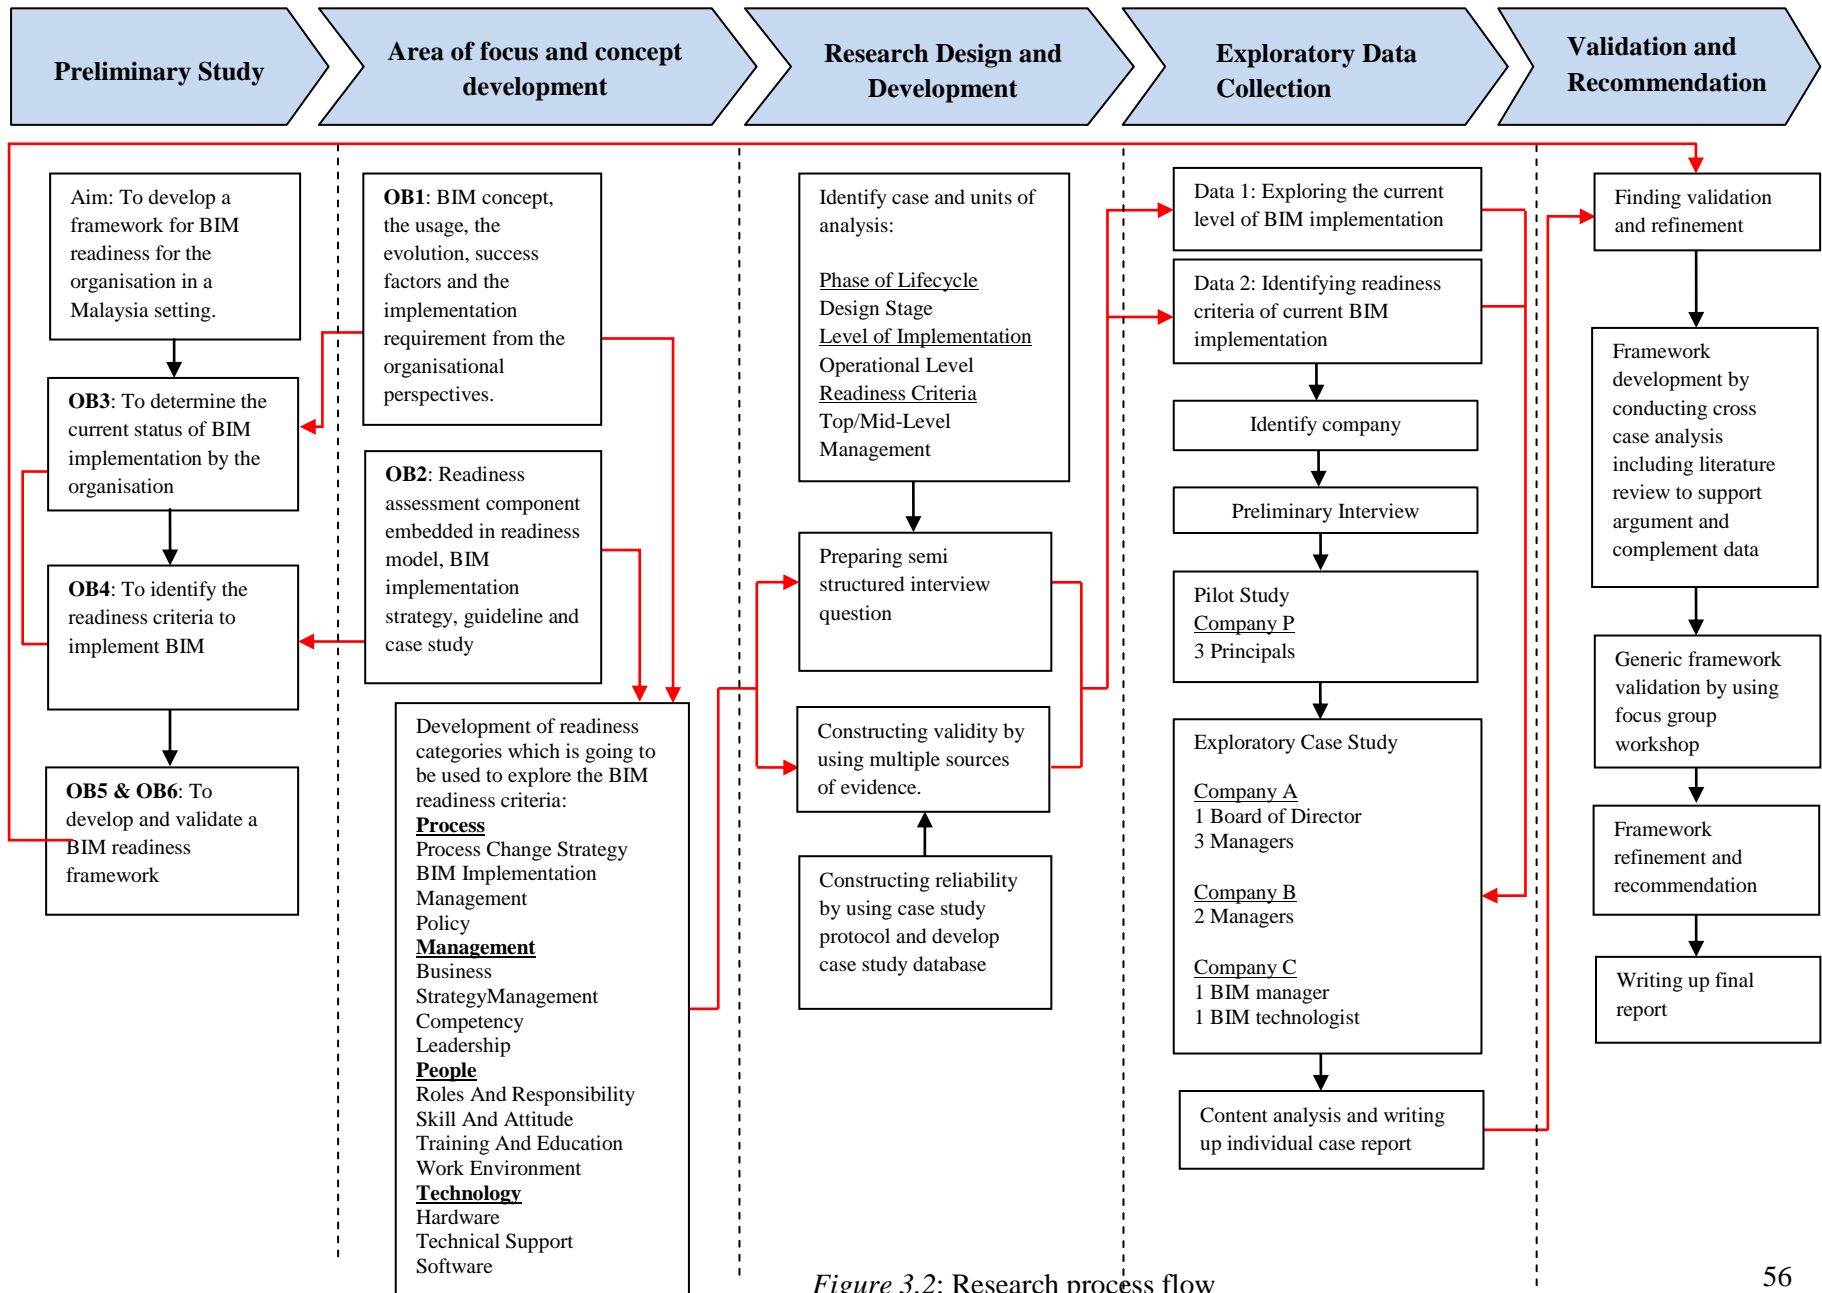 Preliminary Study
Area of focus and concept
development
Research Design and
Development
Exploratory Data
Collection
Validation and
Recommendation
Aim: To develop a
framework for BIM
readiness for the
organisation in a
Malaysia setting.
OB3: To determine the
current status of BIM
implementation by the
organisation
OB4: To identify the
readiness criteria to
implement BIM
OB5 & OB6: To
develop and validate a
BIM readiness
framework
OB1: BIM concept,
the usage, the
evolution, success
factors and the
implementation
requirement from the
organisational
perspectives.
OB2: Readiness
assessment component
embedded in readiness
model, BIM
implementation
strategy, guideline and
case study
Development of readiness
categories which is going to
be used to explore the BIM
readiness criteria:
Process
Process Change Strategy
BIM Implementation
Management
Policy
Management
Business
StrategyManagement
Competency
Leadership
People
Roles And Responsibility
Skill And Attitude
Training And Education
Work Environment
Technology
Hardware
Technical Support
Software
Identify case and units of
analysis:
Phase of Lifecycle
Design Stage
Level of Implementation
Operational Level
Readiness Criteria
Top/Mid-Level
Management
Preparing semi
structured interview
question
Constructing validity by
using multiple sources
of evidence.
Constructing reliability
by using case study
protocol and develop
case study database
Data 1: Exploring the current
level of BIM implementation
Data 2: Identifying readiness
criteria of current BIM
implementation
Identify company
Preliminary Interview
Pilot Study
Company P
3 Principals
Exploratory Case Study
Company A
1 Board of Director
3 Managers
Company B
2 Managers
Company C
1 BIM manager
1 BIM technologist
Content analysis and writing
up individual case report
Finding validation
and refinement
Framework
development by
conducting cross
case analysis
including literature
review to support
argument and
complement data
Generic framework
validation by using
focus group
workshop
Framework
refinement and
recommendation
Writing up final
report
Figure 3.2: Research process flow
56